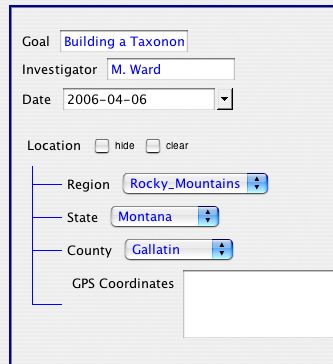 Goal Building a Taxonon
Investigator M. Ward
Date 2006-04-06
Location hide clear
Region Rocky_Mountains
State Montana
County Gallatin
GPS Coordinates